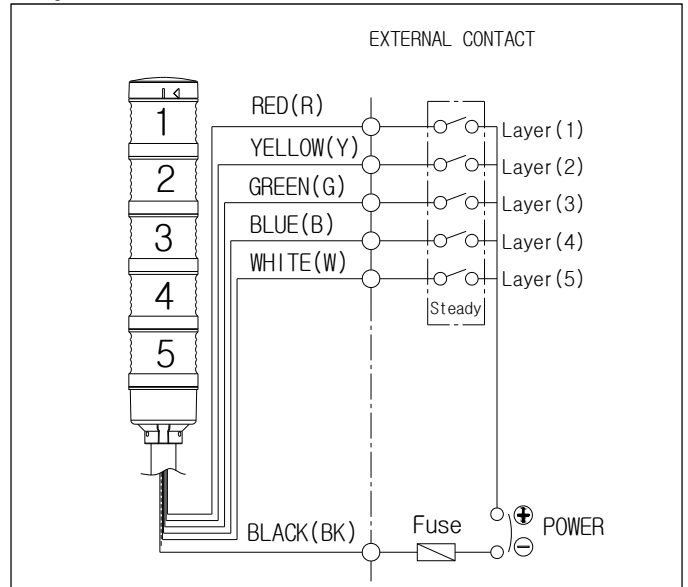 EXTERNAL CONTACT
1
2
3
4
5
RED(R)
YELLOW(Y)
GREEN(G)
BLUE(B)
WHITE(W)
Layer(1)
Layer(2)
Layer(3)
Layer(4)
Layer(5)
Steady
BLACK(BK)
Fuse
+
POWER
−